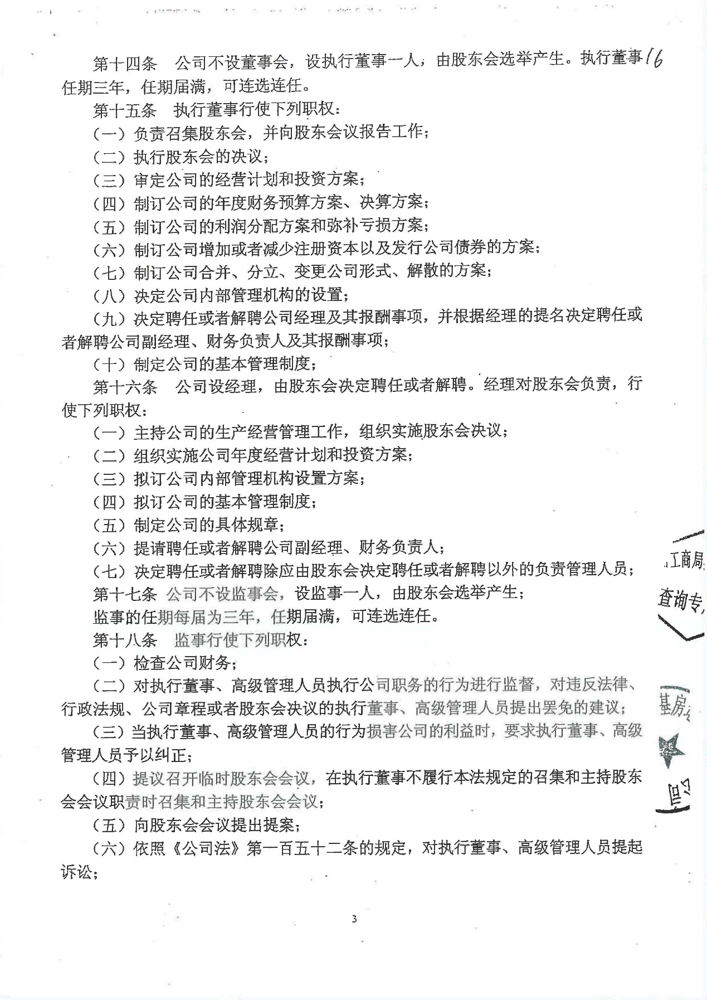 第十四条　公司不设董事会，设执行董事一人，由股东会选举产生。执行董事 16
任期三年，任期届满，可连选连任。
第十五条　执行董事行使下列职权：
（一）负责召集股东会，并向股东会议报告工作；
（二）执行股东会的决议；
（三）审定公司的经营计划和投资方案；
（四）制订公司的年度财务预算方案、决算方案；
（五）制订公司的利润分配方案和弥补亏损方案；
（六）制订公司增加或者减少注册资本以及发行公司债券的方案；
（七）制订公司合并、分立、变更公司形式、解散的方案；
（八）决定公司内部管理机构的设置；
（九）决定聘任或者解聘公司经理及其报酬事项，并根据经理的提名决定聘任或
者解聘公司副经理、财务负责人及其报酬事项；
（十）制定公司的基本管理制度；
第十六条　公司设经理，由股东会决定聘任或者解聘。经理对股东会负责，行
使下列职权：
（一）主持公司的生产经营管理工作，组织实施股东会决议；
（二）组织实施公司年度经营计划和投资方案；
（三）拟订公司内部管理机构设置方案；
（四）拟订公司的基本管理制度；
（五）制定公司的具体规章；
（六）提请聘任或者解聘公司副经理、财务负责人；
（七）决定聘任或者解聘除应由股东会决定聘任或者解聘以外的负责管理人员；
第十七条 公司不设监事会，设监事一人，由股东会选举产生；
监事的任期每届为三年，任期届满，可连选连任。
第十八条　监事行使下列职权：
（一）检查公司财务；
（二）对执行董事、高级管理人员执行公司职务的行为进行监督，对违反法律、
行政法规、公司章程或者股东会决议的执行董事、高级管理人员提出罢免的建议；
（三）当执行董事、高级管理人员的行为损害公司的利益时，要求执行董事、高级
管理人员予以纠正；
（四）提议召开临时股东会会议，在执行董事不履行本法规定的召集和主持股东
会会议职责时召集和主持股东会会议；
（五）向股东会会议提出提案；
（六）依照《公司法》第一百五十二条的规定，对执行董事、高级管理人员提起
诉讼；
工商局
查询专
基房
公司
3